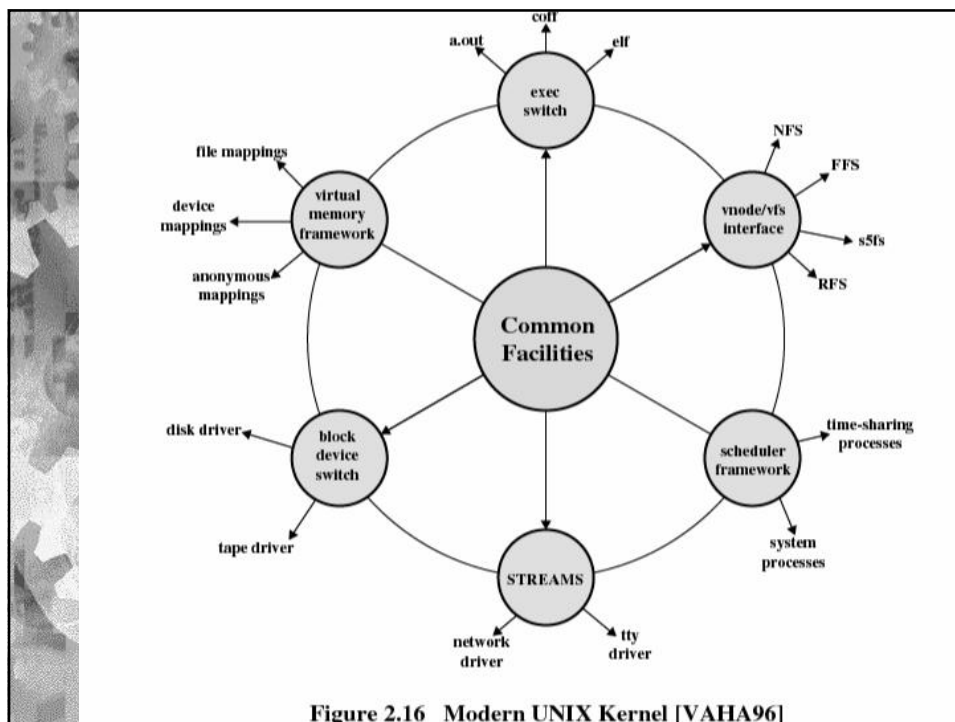 coff
a.out
elf
exec
switch
NFS
FFS
s5fs
RFS
vnode/vfs
interface
file mappings
device
mappings
anonymous
mappings
virtual
memory
framework
Common
Facilities
disk driver
tape driver
block
device
switch
scheduler
framework
time-sharing
processes
system
processes
STREAMS
network
driver
tty
driver
Figure 2.16 Modern UNIX Kernel [VAHA96]